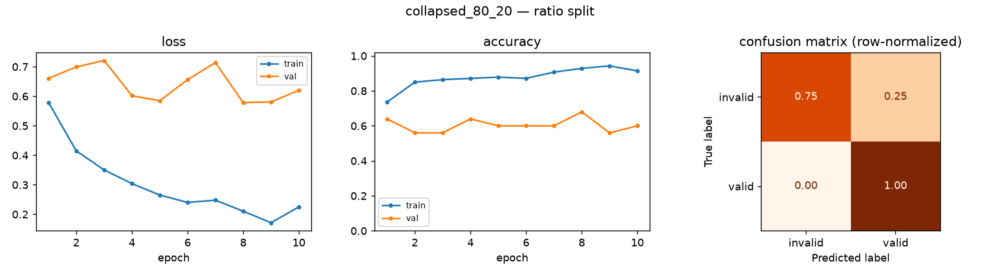 collapsed_80_20 — ratio split
loss
0.7
0.6
0.5
0.4
0.3
0.2
2 4 6 8 10
epoch
train
val
accuracy
1.0
0.8
0.6
0.4
0.2
0.0
2 4 6 8 10
epoch
train
val
confusion matrix (row-normalized)
True label
invalid
valid
0.75 0.25
0.00 1.00
invalid valid
Predicted label